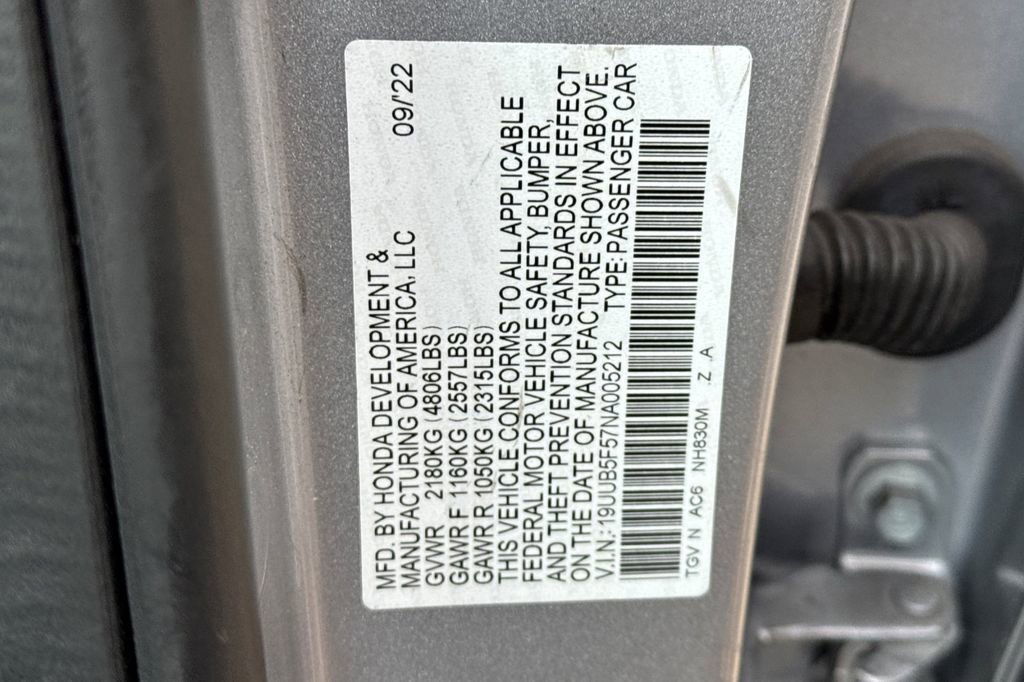 MFD. BY HONDA DEVELOPMENT &
MANUFACTURING OF AMERICA, LLC 09/'22
GVWR 2180KG (4806LBS)
GAWR F 1160KG (2557LBS)
GAWR R 1050KG (2315LBS)
THIS VEHICLE CONFORMS TO ALL APPLICABLE
FEDERAL MOTOR VEHICLE SAFETY, BUMPER,
AND THEFT PREVENTION STANDARDS IN EFFECT
ON THE DATE OF MANUFACTURE SHOWN ABOVE.
V.I.N.: 19UUB5F57NA005212 TYPE: PASSENGER CAR
TGV N AC6 NH830M Z .A